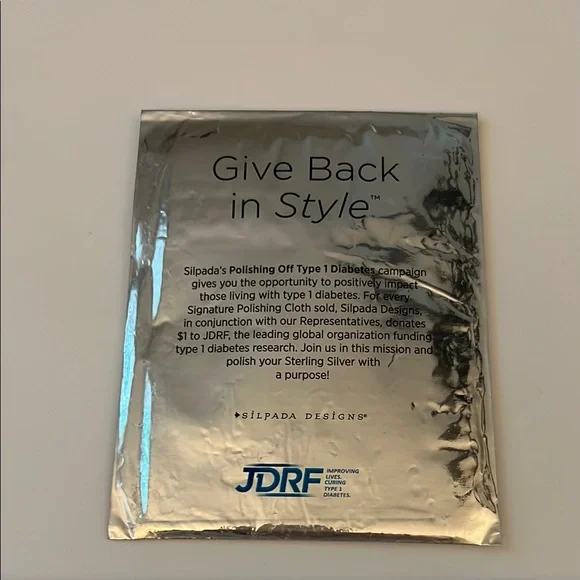 Give Back
in Style™
Silpada's Polishing Off Type 1 Diabetes campaign
gives you the opportunity to positively impact
those living with type 1 diabetes. For every
Signature Polishing Cloth sold, Silpada Designs,
in conjunction with our Representatives, donates
$1 to JDRF, the leading global organization funding
type 1 diabetes research. Join us in this mission and
polish your Sterling Silver with
a purpose!
SILPADA DESIGNS®
JDRF
IMPROVING
LIVES.
CURING
TYPE 1
DIABETES.